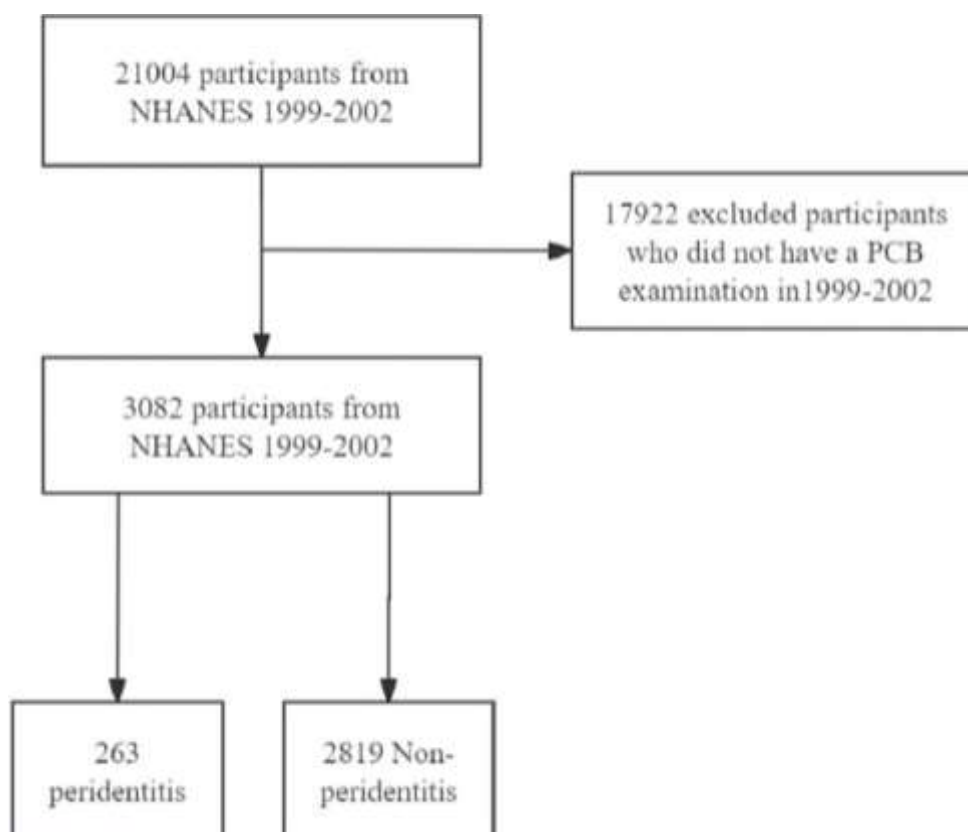 21004 participants from
NHANES 1999-2002
17922 excluded participants
who did not have a PCB
examination in1999-2002
3082 participants from
NHANES 1999-2002
263
peridentitis
2819 Non-
peridentitis